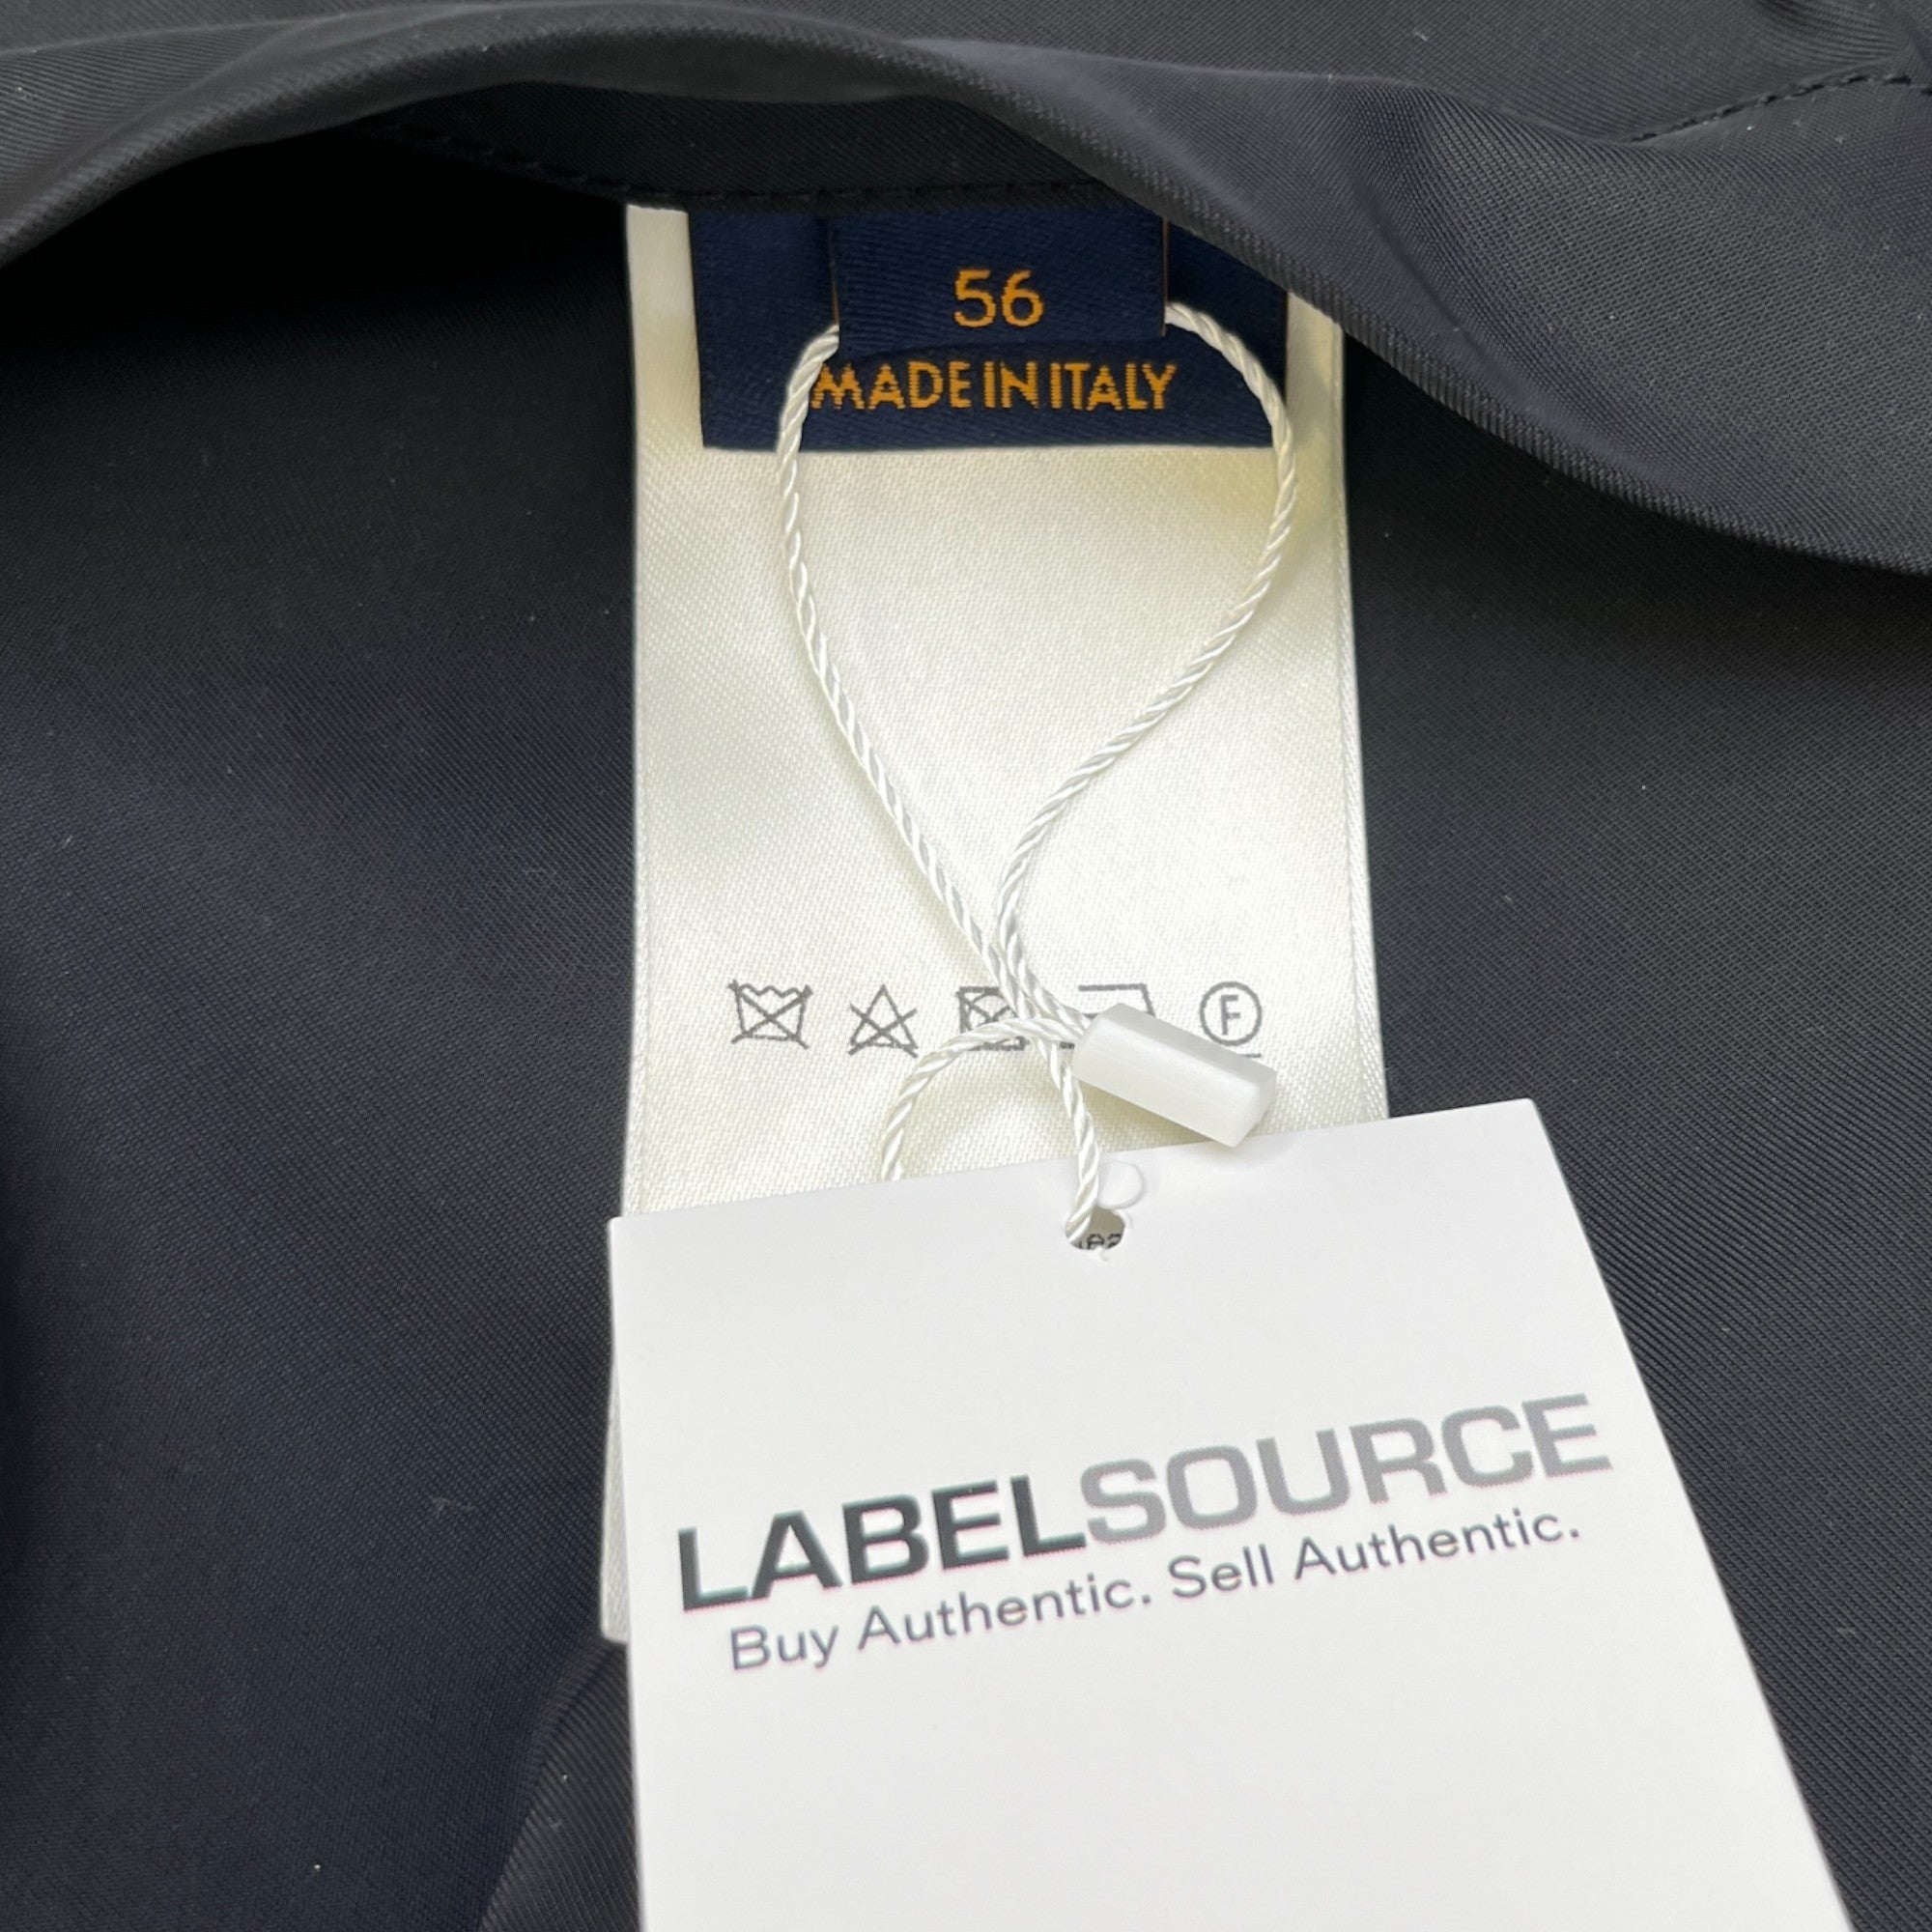 56
MADE IN ITALY
F
LABELSOURCE
Buy Authentic. Sell Authentic.